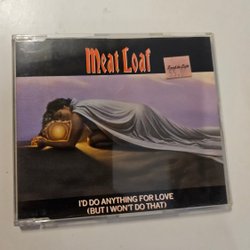 Meat Loaf
I'D DO ANYTHING FOR LOVE
(BUT I WON'T DO THAT)